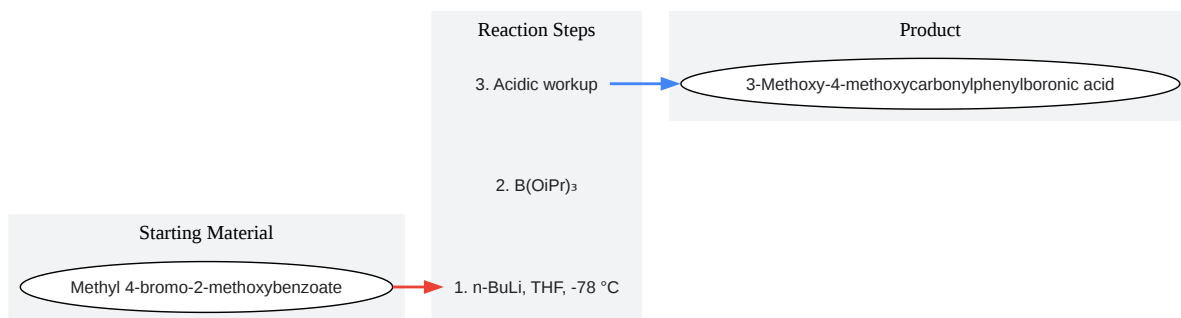 Reaction Steps
Product
3. Acidic workup
3-Methoxy-4-methoxycarbonylphenylboronic acid
2. B(OiPr)₃
Starting Material
Methyl 4-bromo-2-methoxybenzoate
1. n-BuLi, THF, -78 °C